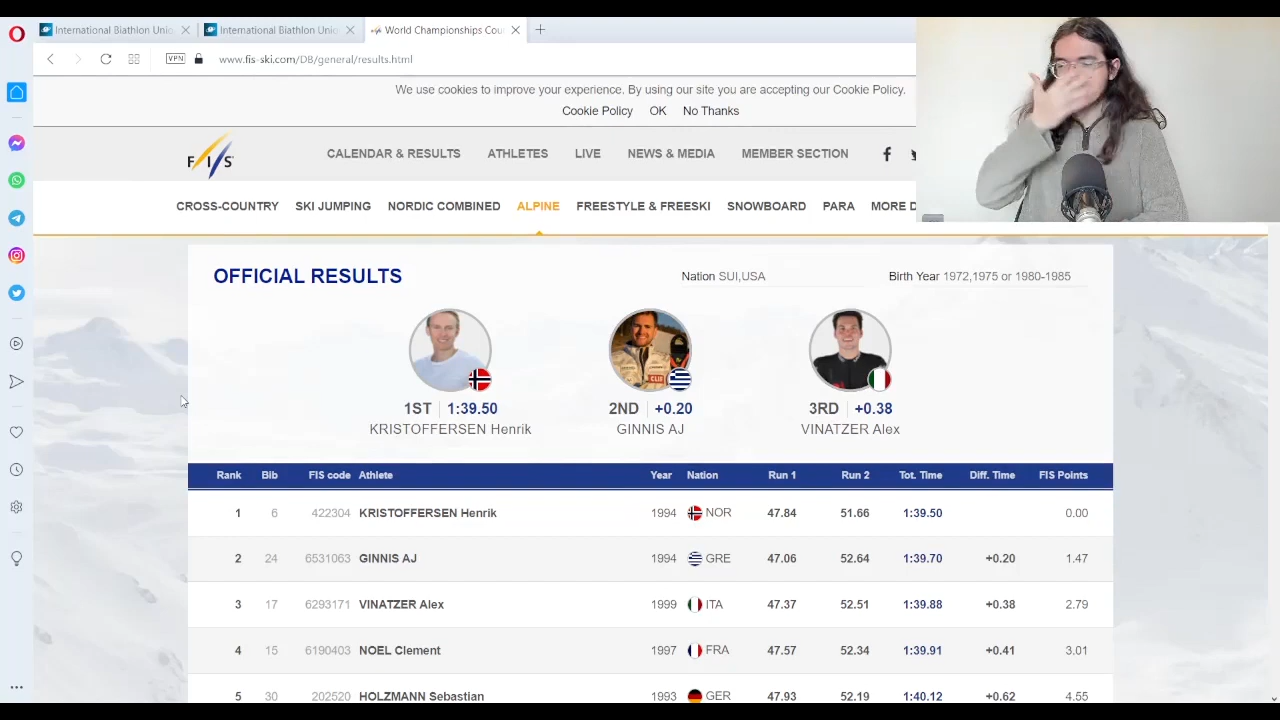 International Biathlon Unio
International Biathlon Unio
World Championships Cour
VPN
www.fis-ski.com/DB/general/results.html
We use cookies to improve your experience. By using our site you are accepting our Cookie Policy.
Cookie Policy OK No Thanks
FIS
CALENDAR & RESULTS ATHLETES LIVE NEWS & MEDIA MEMBER SECTION
CROSS-COUNTRY SKI JUMPING NORDIC COMBINED ALPINE FREESTYLE & FREESKI SNOWBOARD PARA MORE D
OFFICIAL RESULTS Nation SUI,USA Birth Year 1972,1975 or 1980-1985
1ST 1:39.50 2ND +0.20 3RD +0.38
KRISTOFFERSEN Henrik GINNIS AJ VINATZER Alex
Rank Bib FIS code Athlete Year Nation Run 1 Run 2 Tot. Time Diff. Time FIS Points
1 6 422304 KRISTOFFERSEN Henrik 1994 NOR 47.84 51.66 1:39.50 0.00
2 24 6531063 GINNIS AJ 1994 GRE 47.06 52.64 1:39.70 +0.20 1.47
3 17 6293171 VINATZER Alex 1999 ITA 47.37 52.51 1:39.88 +0.38 2.79
4 15 6190403 NOEL Clement 1997 FRA 47.57 52.34 1:39.91 +0.41 3.01
5 30 202520 HOLZMANN Sebastian 1993 GER 47.93 52.19 1:40.12 +0.62 4.55